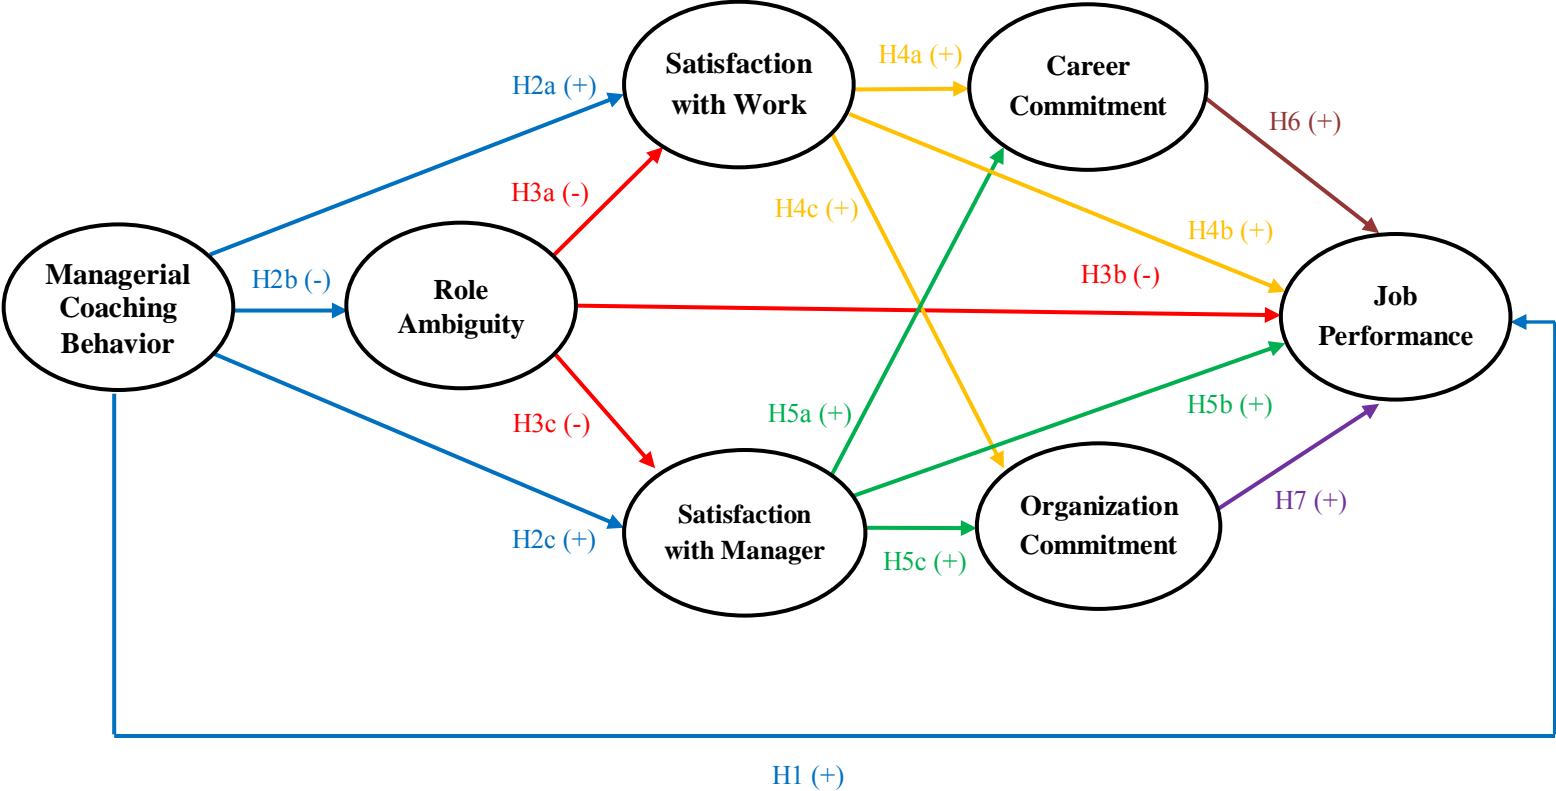 Satisfaction
with Work
H4a (+)
Career
Commitment
H2a (+)
H6 (+)
H3a (-)
H4c (+)
H4b (+)
Managerial
Coaching
Behavior
H2b (-)
Role
Ambiguity
H3b (-)
Job
Performance
H3c (-)
H5a (+)
H5b (+)
H2c (+)
Satisfaction
with Manager
H5c (+)
Organization
Commitment
H7 (+)
H1 (+)